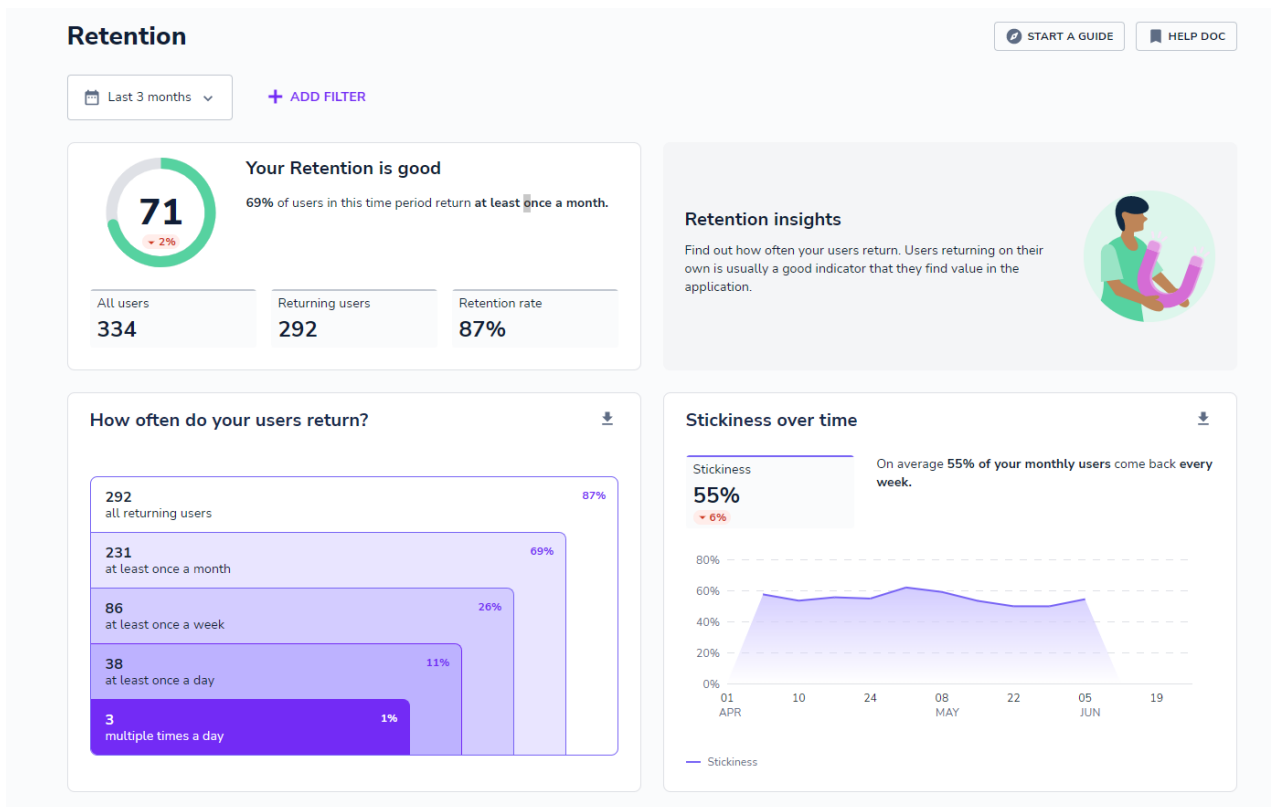 Retention
START A GUIDE
HELP DOC
Last 3 months
ADD FILTER
71
2%
Your Retention is good
69% of users in this time period return at least once a month.
All users
334
Returning users
292
Retention rate
87%
Retention insights
Find out how often your users return. Users returning on their
own is usually a good indicator that they find value in the
application.
How often do your users return?
292
87%
all returning users
231
69%
at least once a month
86
26%
at least once a week
38
11%
at least once a day
3
1%
multiple times a day
Stickiness over time
Stickiness
55%
6%
On average 55% of your monthly users come back every
week.
80%
60%
40%
20%
0%
01 10 24 08 22 05 19
APR MAY JUN
Stickiness